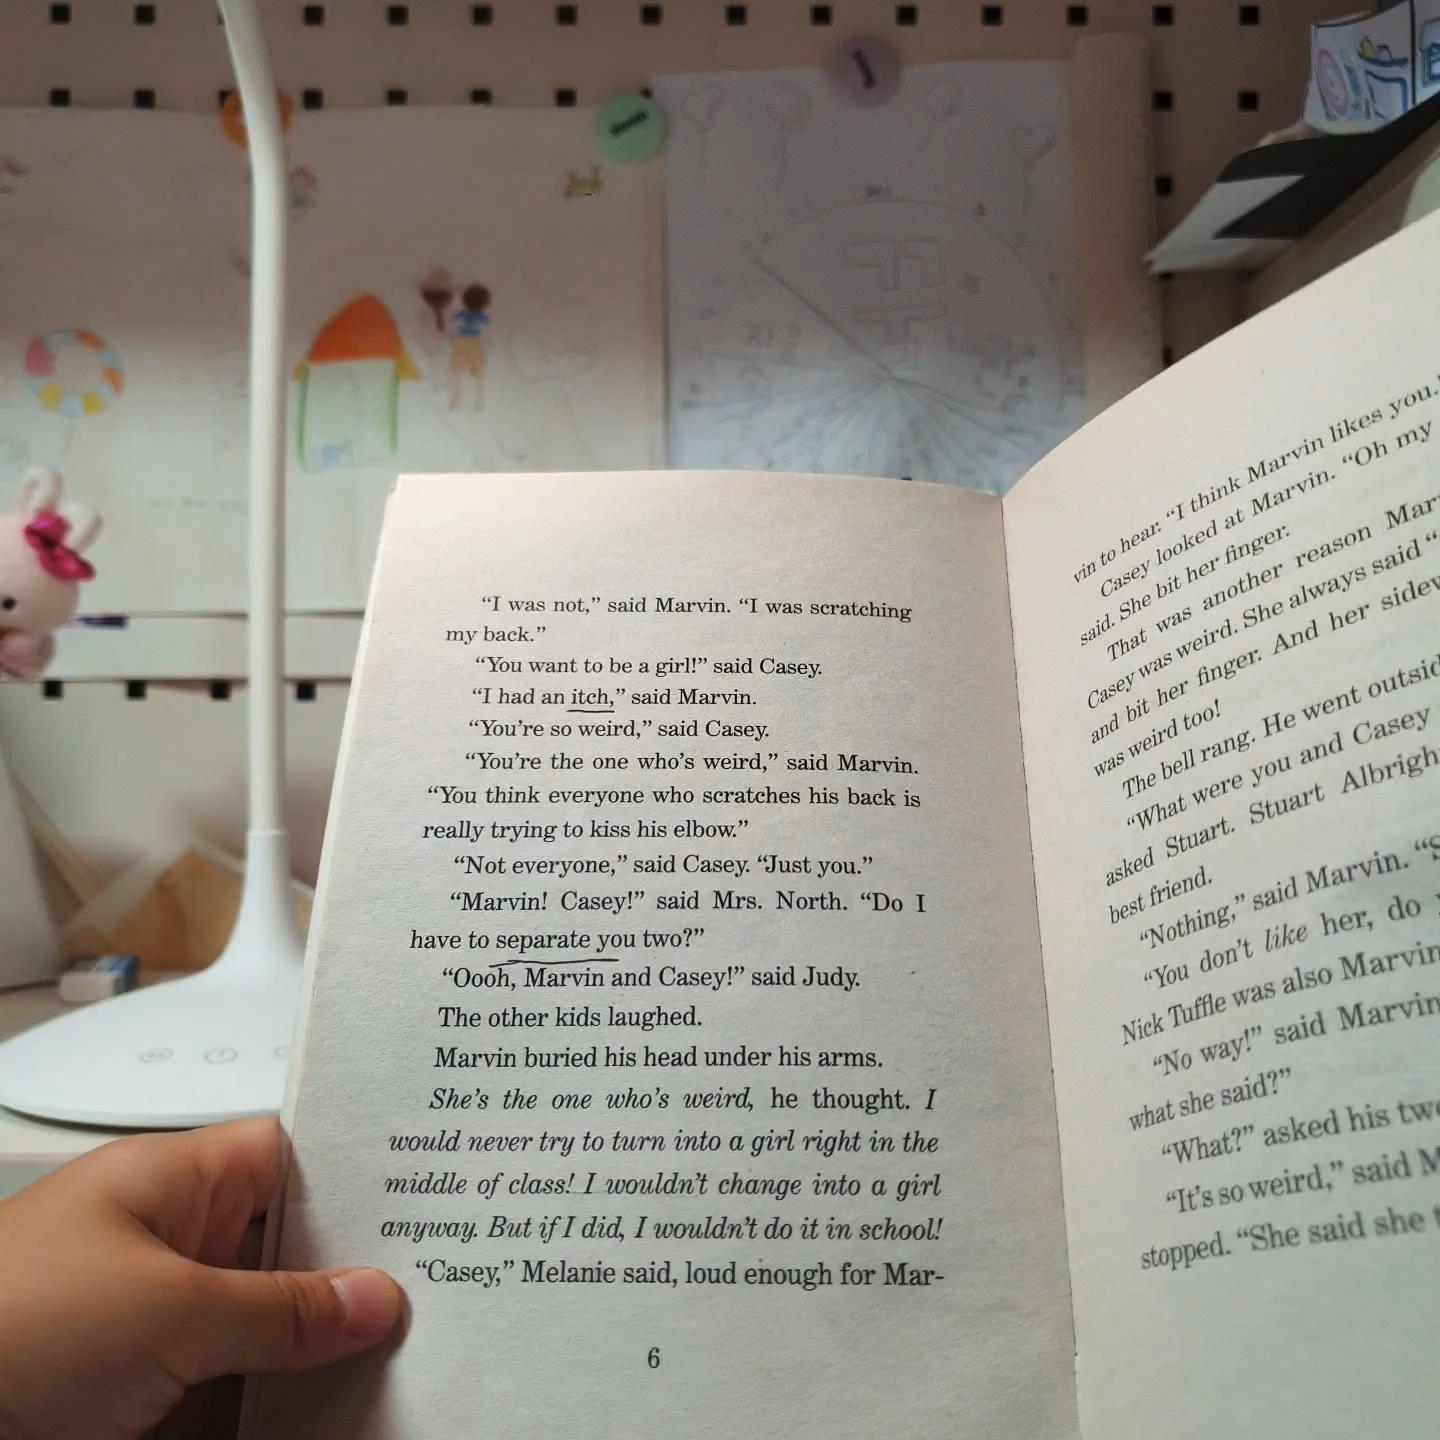 "I was not," said Marvin. "I was scratching
my back."
"You want to be a girl!" said Casey.
"I had an itch," said Marvin.
"You're so weird," said Casey.
"You're the one who's weird," said Marvin.
"You think everyone who scratches his back is
really trying to kiss his elbow."
"Not everyone," said Casey. "Just you."
"Marvin! Casey!" said Mrs. North. "Do I
have to separate you two?"
"Oooh, Marvin and Casey!" said Judy.
The other kids laughed.
Marvin buried his head under his arms.
She's the one who's weird, he thought. I
would never try to turn into a girl right in the
middle of class! I wouldn't change into a girl
anyway. But if I did, I wouldn't do it in school!
"Casey," Melanie said, loud enough for Mar-
6
vin to hear. "I think Marvin likes you."
Casey looked at Marvin. "Oh my
said. She bit her finger.
That was another reason
Casey was weird. She always said "
and bit her finger. And her
was weird too!
The bell rang. He went
"What were you and Casey
asked Stuart. Stuart
best friend.
"Nothing," said Marvin.
"You don't like her, do
Nick Tuffle was also
"No way!" said
what she said?"
"What?" asked his
"It's so weird," said
stopped. "She said she